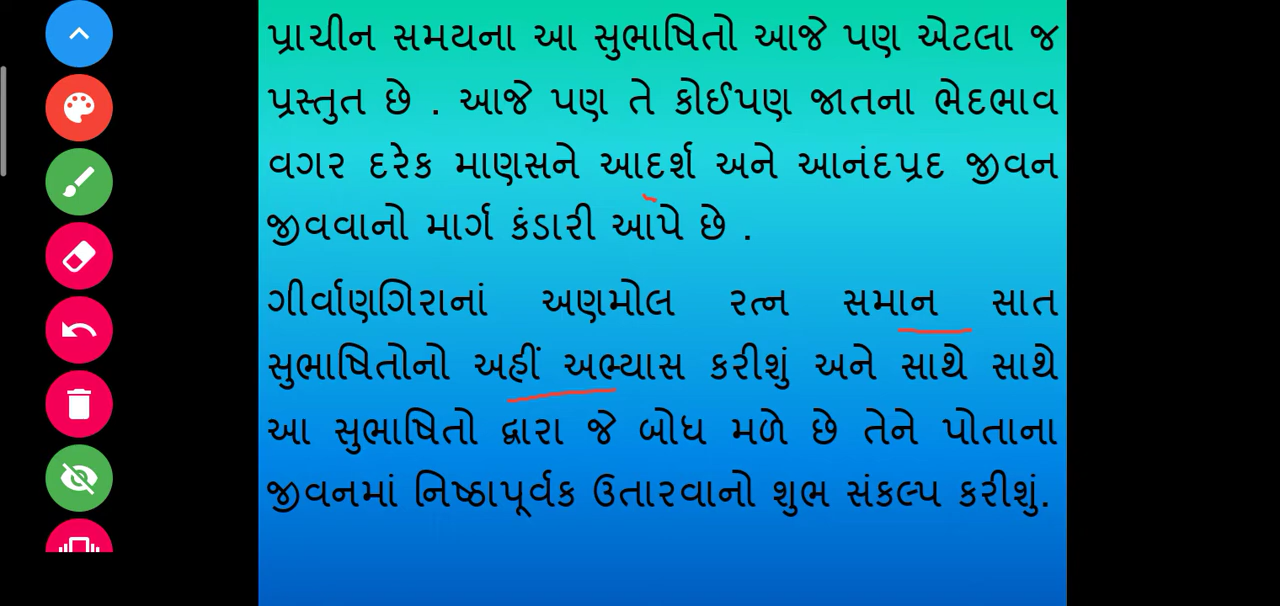 પ્રાચીન સમયના આ સુભાષિતો આજે પણ એટલા જ
પ્રસ્તુત છે . આજે પણ તે કોઈપણ જાતના ભેદભાવ
વગર દરેક માણસને આદર્શ અને આનંદપ્રદ જીવન
જીવવાનો માર્ગ કંડારી આપે છે .
ગીર્વાણગિરાનાં અણમોલ રત્ન સમાન સાત
સુભાષિતોનો અહીં અભ્યાસ કરીશું અને સાથે સાથે
આ સુભાષિતો દ્વારા જે બોધ મળે છે તેને પોતાના
જીવનમાં નિષ્ઠાપૂર્વક ઉતારવાનો શુભ સંકલ્પ કરીશું.